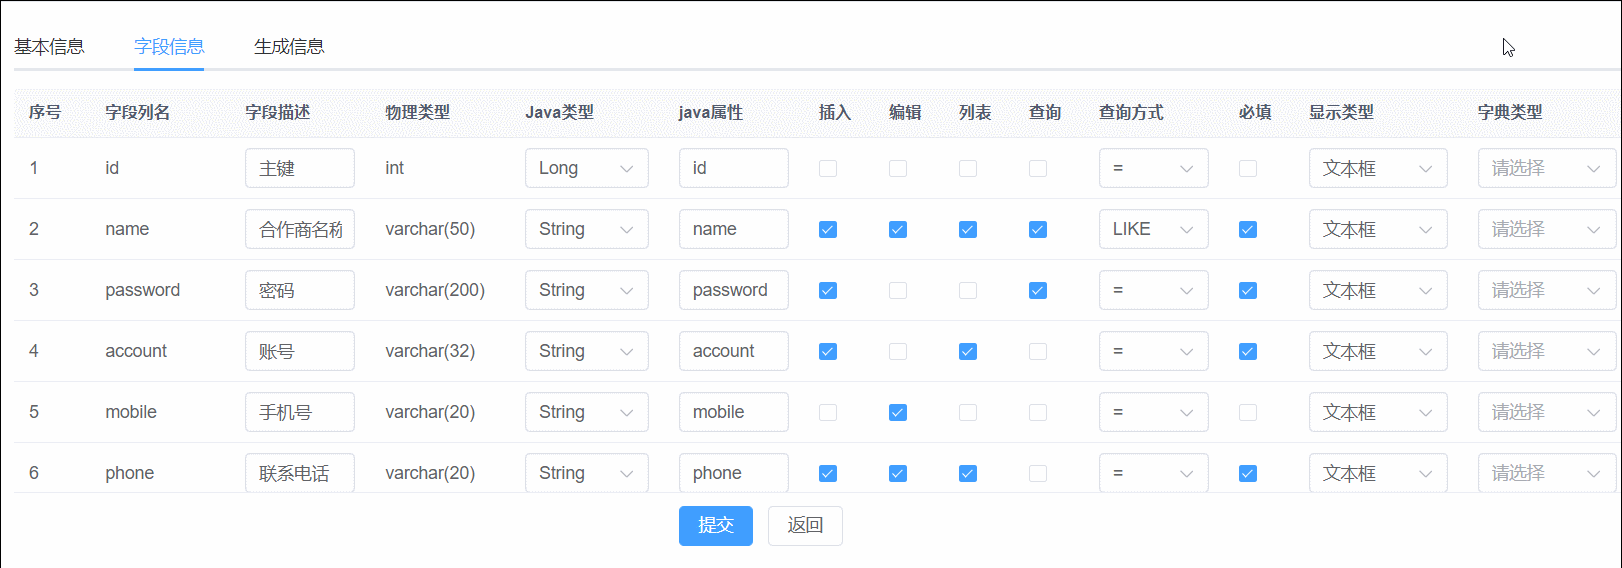 基本信息 字段信息 生成信息
序号 字段列名 字段描述 物理类型 Java类型 java属性 插入 编辑 列表 查询 查询方式 必填 显示类型 字典类型
1 id 主键 int Long id = 文本框 请选择
2 name 合作商名称 varchar(50) String name LIKE 文本框 请选择
3 password 密码 varchar(200) String password = 文本框 请选择
4 account 账号 varchar(32) String account = 文本框 请选择
5 mobile 手机号 varchar(20) String mobile = 文本框 请选择
6 phone 联系电话 varchar(20) String phone = 文本框 请选择
提交 返回